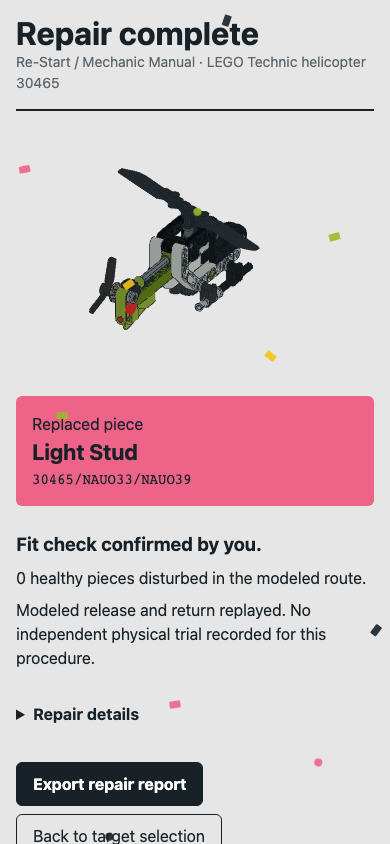 Repair complete
Re-Start / Mechanic Manual · LEGO Technic helicopter
30465
Replaced piece
Light Stud
30465/NAUO33/NAUO39
Fit check confirmed by you.
0 healthy pieces disturbed in the modeled route.
Modeled release and return replayed. No
independent physical trial recorded for this
procedure.
Repair details
Export repair report
Back to target selection